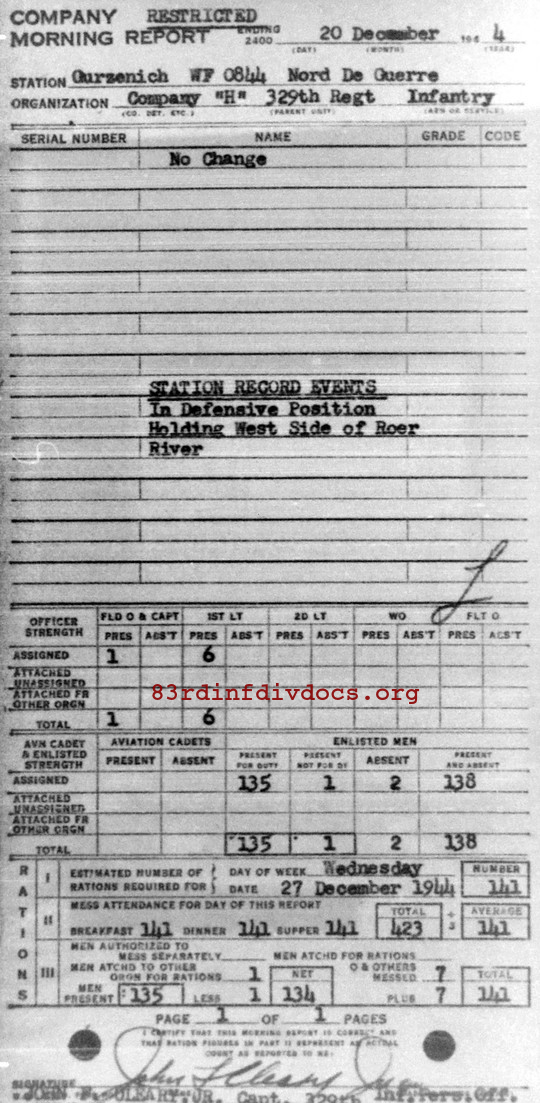 COMPANY RESTRICTED
MORNING REPORT ENDING 2400 20 December 194 4
(DAY) (MONTH) (YEAR)
STATION Gurzenich WF 0844 Nord De Guerre
ORGANIZATION Company "H" 329th Regt Infantry
(CO. DET. ETC.) (PARENT UNIT) (ARM OR SERVICE)
SERIAL NUMBER NAME GRADE CODE
No Change
STATION RECORD EVENTS
In Defensive Position
Holding West Side of Roer
River
OFFICER STRENGTH FLD O & CAPT 1ST LT 2D LT WO FLT O
PRES ABS'T PRES ABS'T PRES ABS'T PRES ABS'T PRES ABS'T
ASSIGNED 1 6
ATTACHED UNASSIGNED
ATTACHED FR OTHER ORGN
83rdinfdivdocs.org
TOTAL 1 6
AVN CADET & ENLISTED STRENGTH AVIATION CADETS ENLISTED MEN
PRESENT ABSENT PRESENT FOR DUTY PRESENT NOT FOR DY ABSENT PRESENT AND ABSENT
ASSIGNED 135 1 2 138
ATTACHED UNASSIGNED
ATTACHED FR OTHER ORGN
TOTAL 135 1 2 138
RATIONS
I ESTIMATED NUMBER OF RATIONS REQUIRED FOR DAY OF WEEK Wednesday NUMBER
DATE 27 December 1944 141
II MESS ATTENDANCE FOR DAY OF THIS REPORT TOTAL ÷ 3 AVERAGE
BREAKFAST 141 DINNER 141 SUPPER 141 423 141
III MEN AUTHORIZED TO MESS SEPARATELY MEN ATCHD FOR RATIONS
MEN ATCHD TO OTHER ORGN FOR RATIONS 1 NET O & OTHERS MESSED 7 TOTAL
MEN PRESENT 135 LESS 1 134 PLUS 7 141
PAGE 1 OF 1 PAGES
I CERTIFY THAT THIS MORNING REPORT IS CORRECT AND
THAT RATION FIGURES IN PART II REPRESENT AN ACTUAL
COUNT AS REPORTED TO ME:
SIGNATURE
JOHN F. OLEARY, JR. Capt. 329th Inf. Pers. Off.